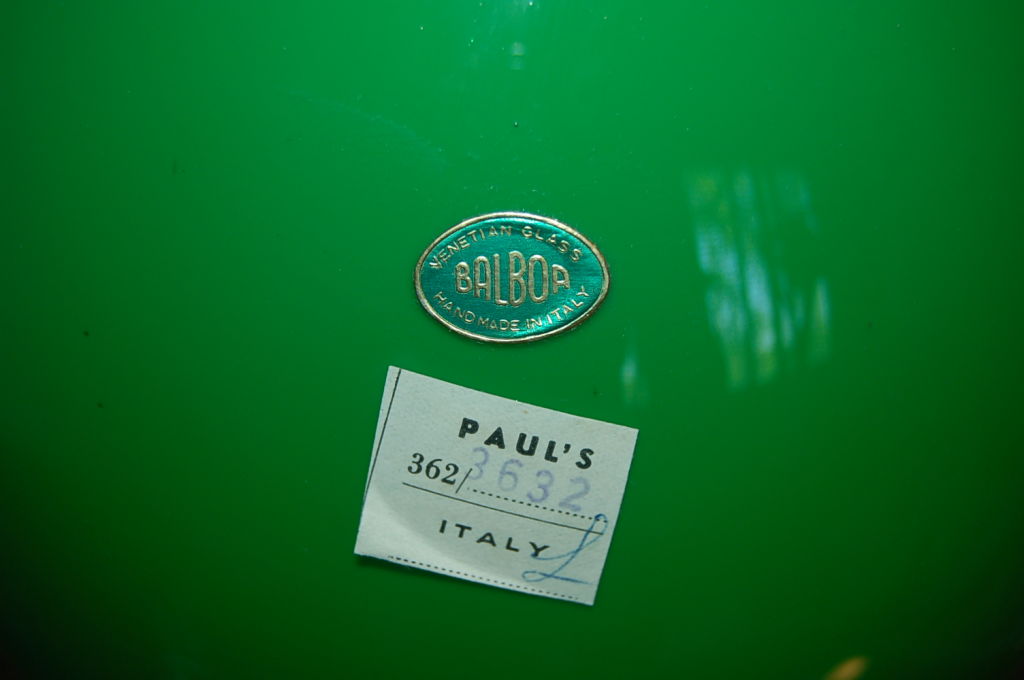 VENETIAN GLASS
BALBOA
HAND MADE IN ITALY
PAUL'S
362/3632
ITALY
L